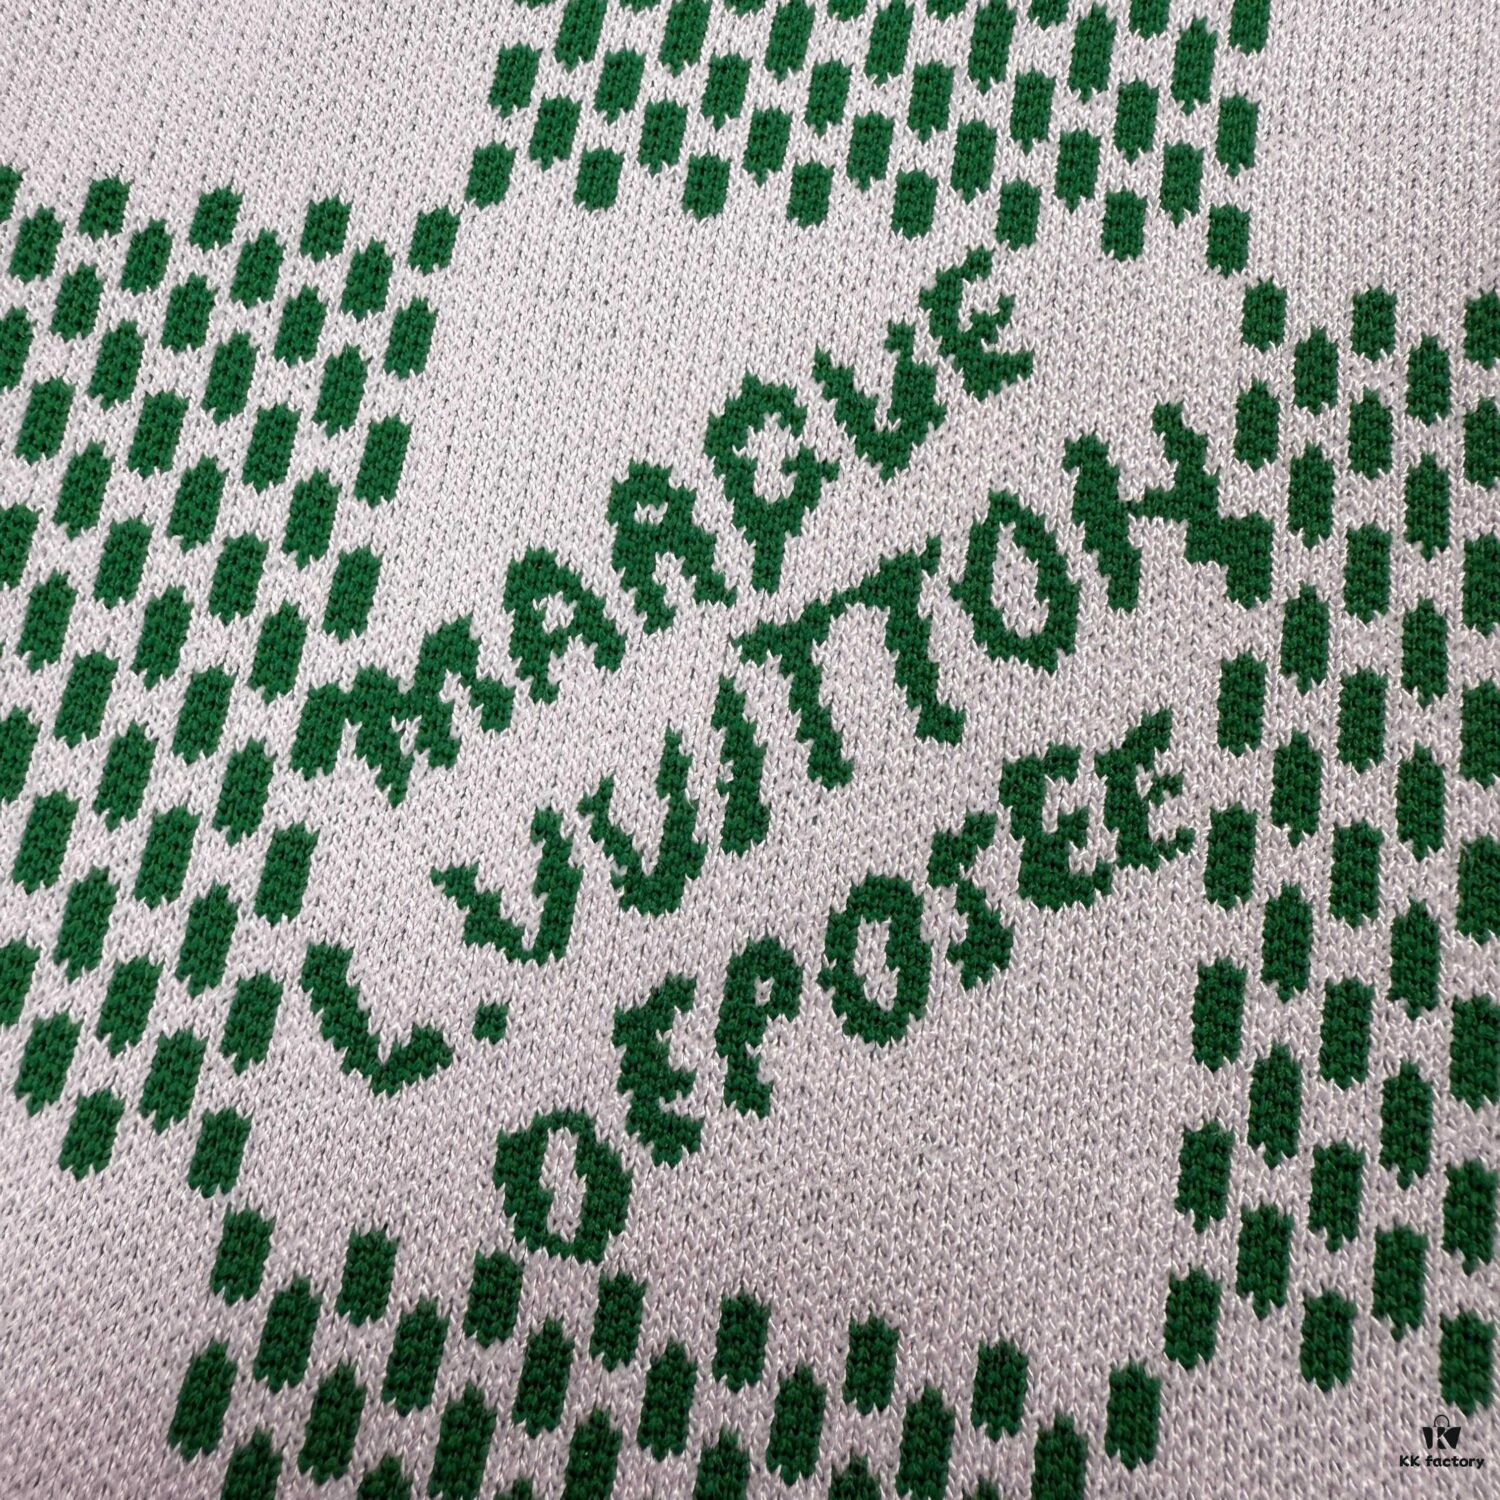 MARQUE
L.VUITTON
DEPOSEE
KK factory